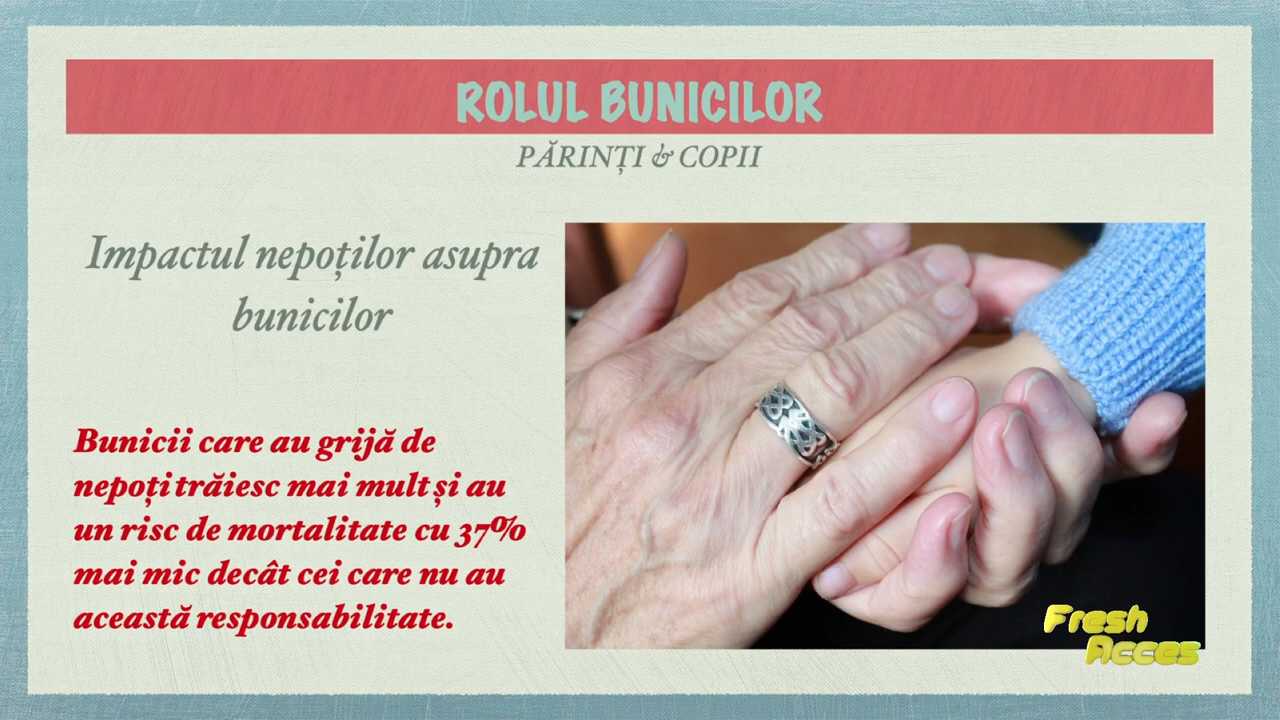 ROLUL BUNICILOR
PĂRINȚI & COPII
Impactul nepoților asupra
bunicilor
Bunicii care au grijă de
nepoți trăiesc mai mult și au
un risc de mortalitate cu 37%
mai mic decât cei care nu au
această responsabilitate.
Fresh
Acces